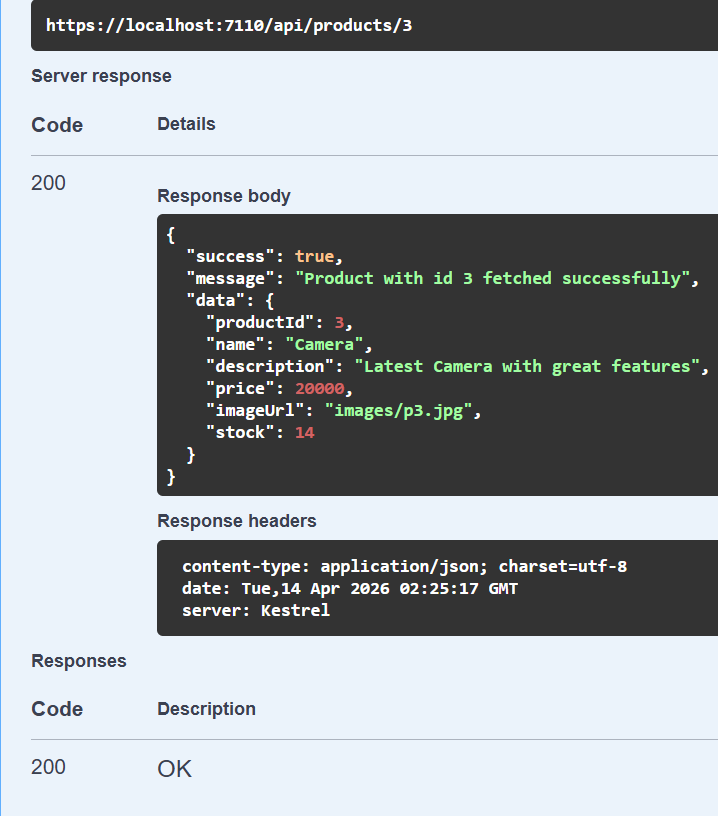 https://localhost:7110/api/products/3
Server response
Code Details
200
Response body
{
  "success": true,
  "message": "Product with id 3 fetched successfully",
  "data": {
    "productId": 3,
    "name": "Camera",
    "description": "Latest Camera with great features",
    "price": 20000,
    "imageUrl": "images/p3.jpg",
    "stock": 14
  }
}
Response headers
content-type: application/json; charset=utf-8
date: Tue,14 Apr 2026 02:25:17 GMT
server: Kestrel
Responses
Code Description
200 OK